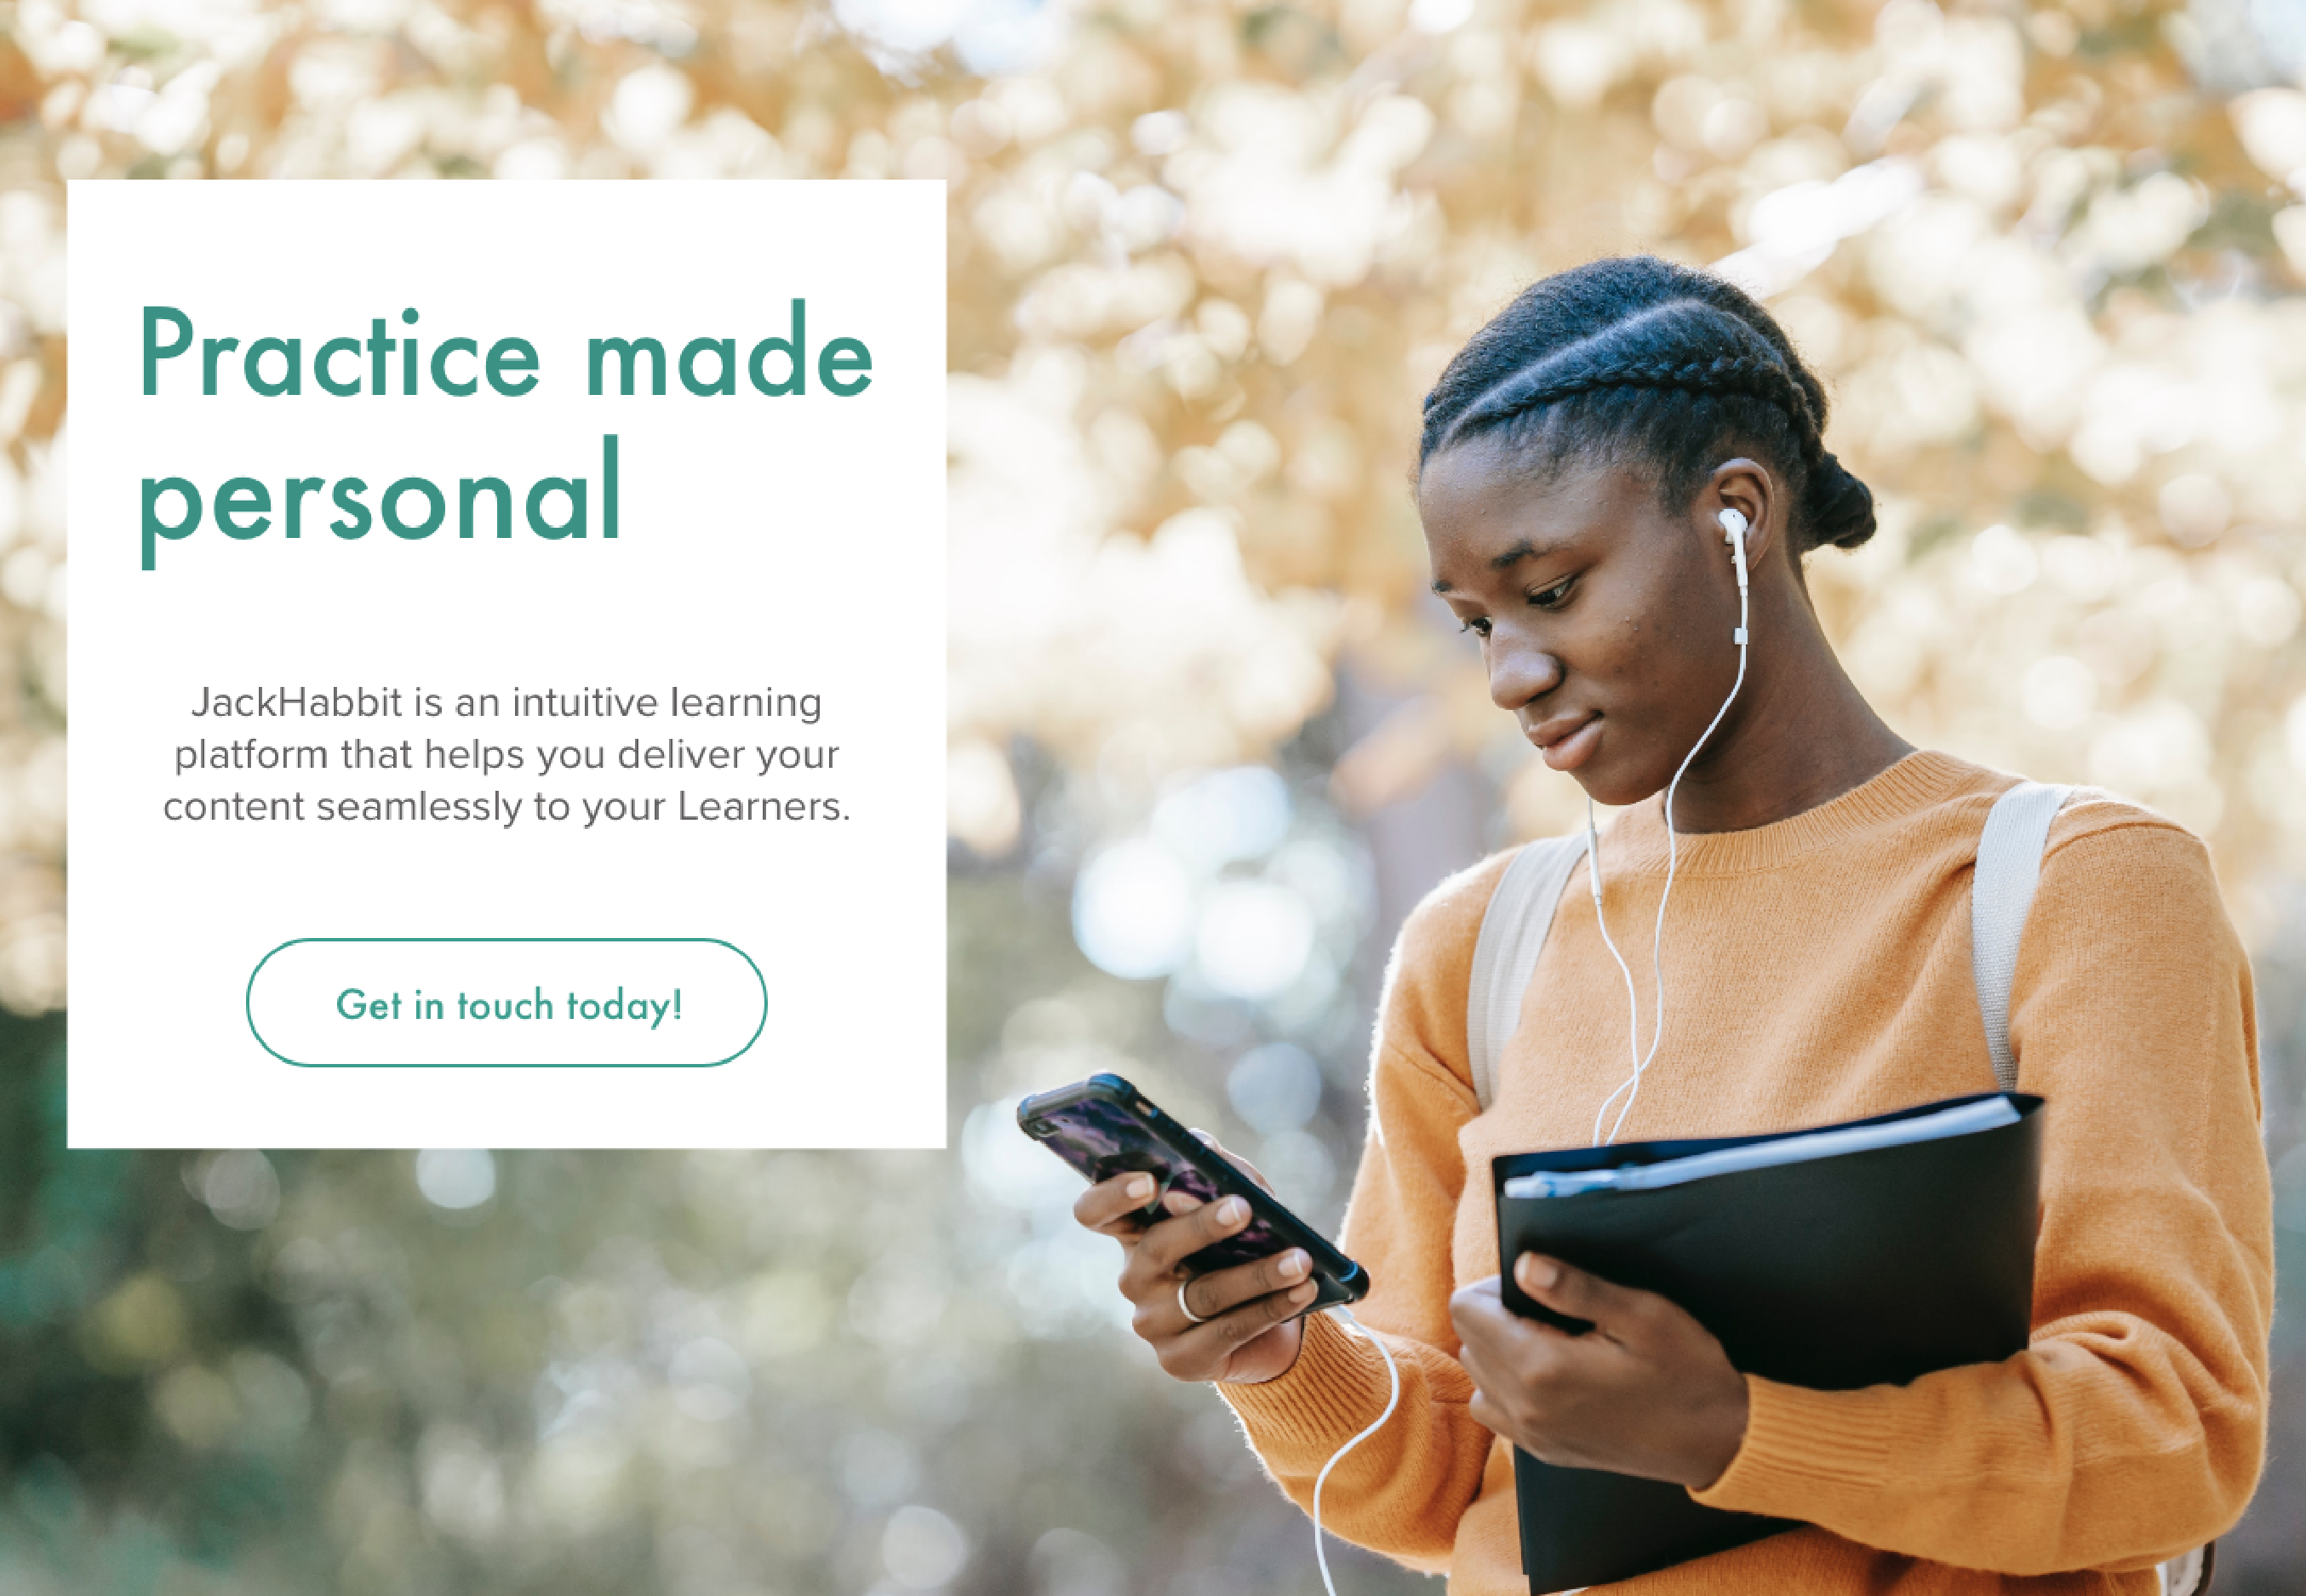 Practice made
personal
JackHabbit is an intuitive learning
platform that helps you deliver your
content seamlessly to your Learners.
Get in touch today!